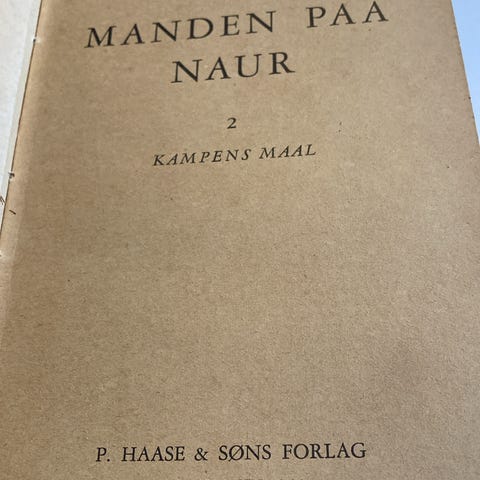 MANDEN PAA
NAUR
2
KAMPENS MAAL
P. HAASE & SØNS FORLAG